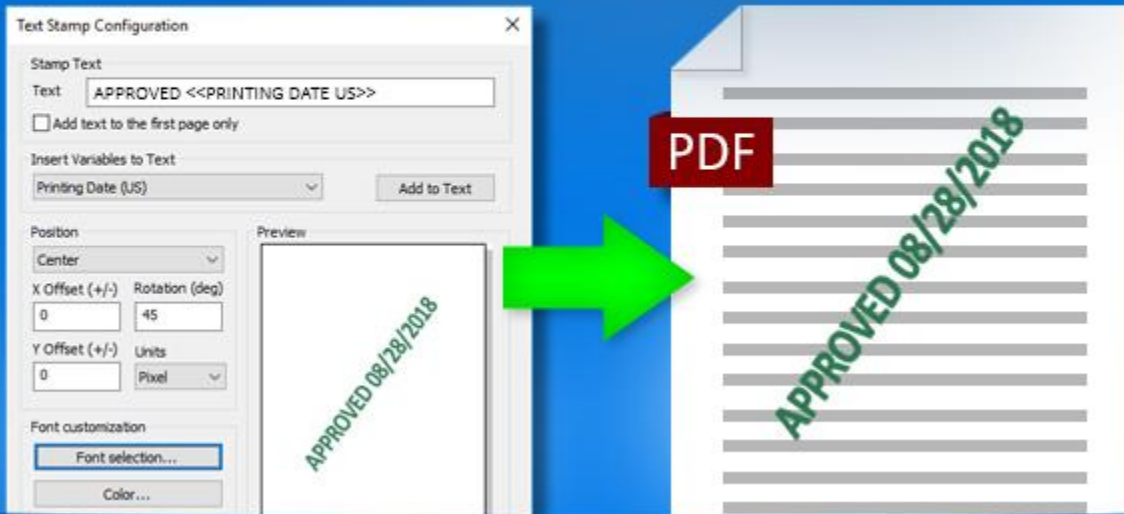 Text Stamp Configuration
Stamp Text
Text APPROVED <<PRINTING DATE US>>
Add text to the first page only
Insert Variables to Text
Printing Date (US)
Add to Text
Position
Center
X Offset (+/-) Rotation (deg)
0 45
Y Offset (+/-) Units
0 Pixel
Font customization
Font selection...
Color...
Preview
APPROVED 08/28/2018
PDF
APPROVED 08/28/2018